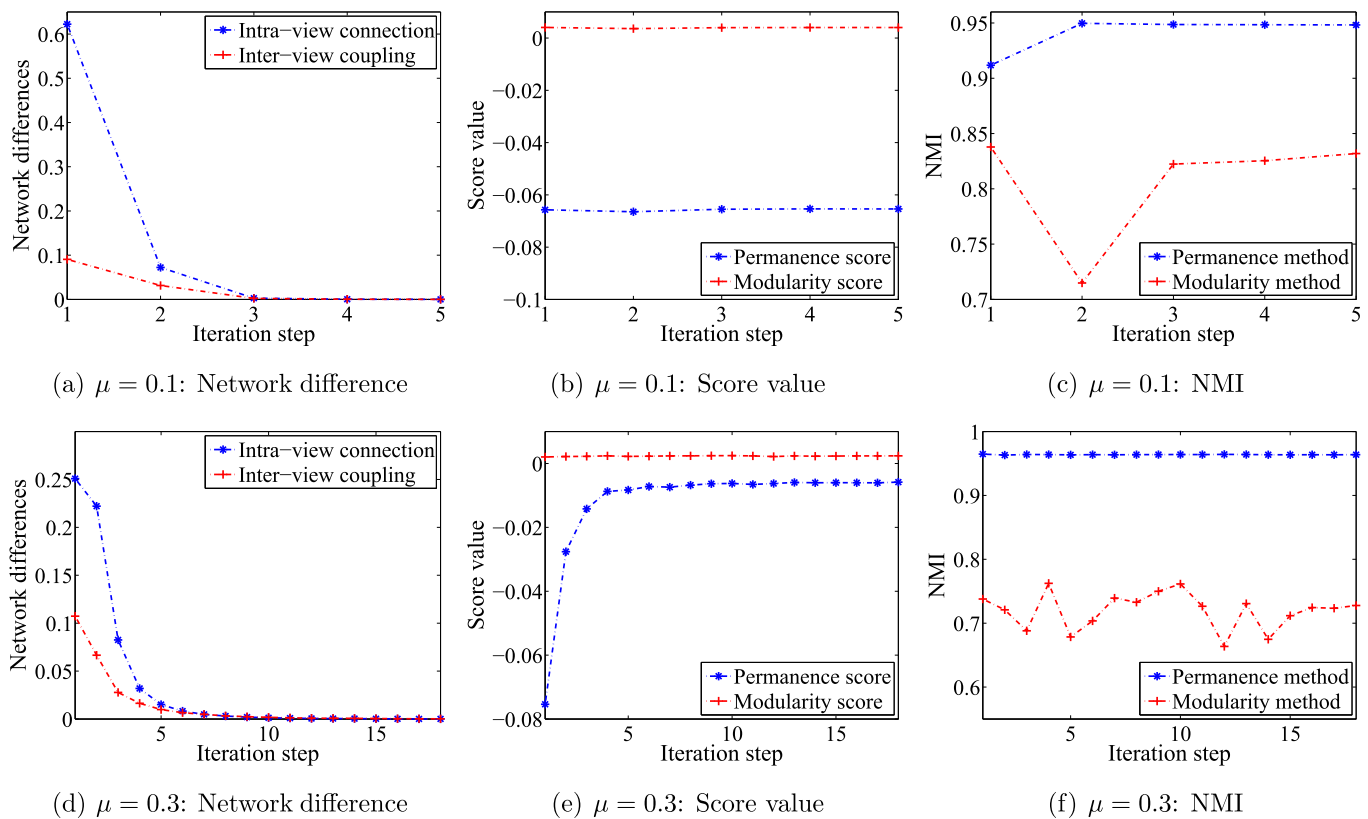 0.6
0.5
0.4
0.3
0.2
0.1
0
Network differences
Intra−view connection
Inter−view coupling
1 2 3 4 5
Iteration step
(a) μ = 0.1: Network difference
0
−0.02
−0.04
−0.06
−0.08
−0.1
Score value
Permanence score
Modularity score
1 2 3 4 5
Iteration step
(b) μ = 0.1: Score value
0.95
0.9
0.85
0.8
0.75
0.7
NMI
Permanence method
Modularity method
1 2 3 4 5
Iteration step
(c) μ = 0.1: NMI
0.25
0.2
0.15
0.1
0.05
0
Network differences
Intra−view connection
Inter−view coupling
5 10 15
Iteration step
(d) μ = 0.3: Network difference
0
−0.02
−0.04
−0.06
−0.08
Score value
Permanence score
Modularity score
5 10 15
Iteration step
(e) μ = 0.3: Score value
1
0.9
0.8
0.7
0.6
NMI
Permanence method
Modularity method
5 10 15
Iteration step
(f) μ = 0.3: NMI